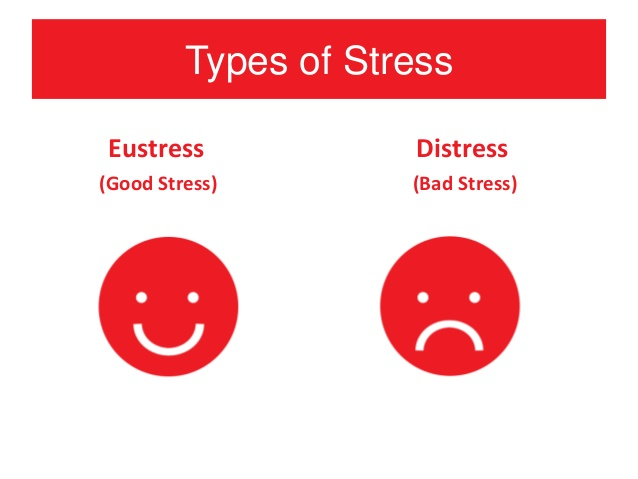 Types of Stress
Eustress
(Good Stress)
Distress
(Bad Stress)